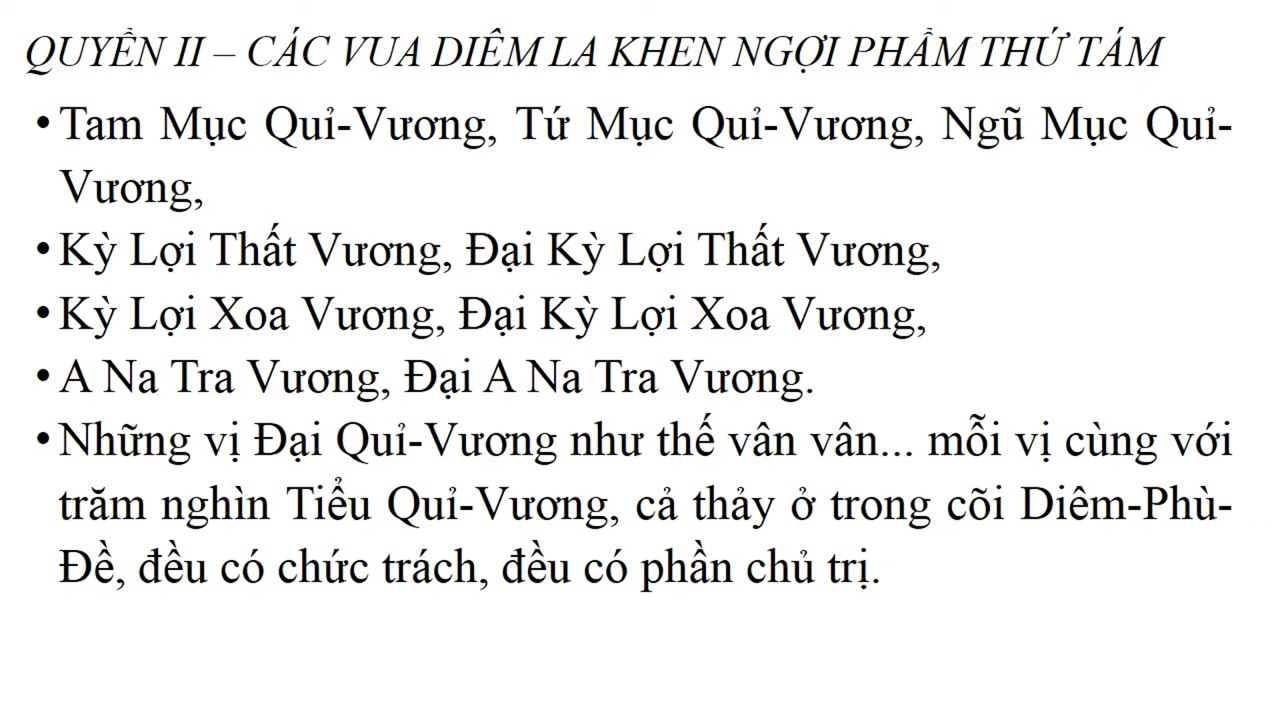 QUYỂN II – CÁC VUA DIÊM LA KHEN NGỢI PHẨM THỨ TÁM
• Tam Mục Quỉ-Vương, Tứ Mục Quỉ-Vương, Ngũ Mục Quỉ-
Vương,
• Kỳ Lợi Thất Vương, Đại Kỳ Lợi Thất Vương,
• Kỳ Lợi Xoa Vương, Đại Kỳ Lợi Xoa Vương,
• A Na Tra Vương, Đại A Na Tra Vương.
• Những vị Đại Quỉ-Vương như thế vân vân... mỗi vị cùng với
trăm nghìn Tiểu Quỉ-Vương, cả thảy ở trong cõi Diêm-Phù-
Đề, đều có chức trách, đều có phần chủ trị.